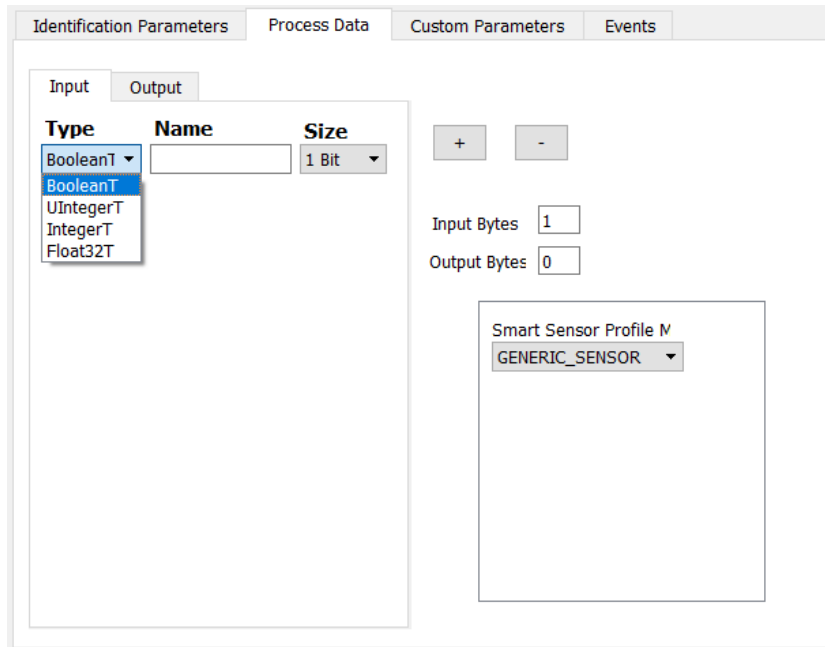 Identification Parameters Process Data Custom Parameters Events
Input Output
Type Name Size
BooleanT 1 Bit
BooleanT
UIntegerT
IntegerT
Float32T
+ -
Input Bytes 1
Output Bytes 0
Smart Sensor Profile M
GENERIC_SENSOR